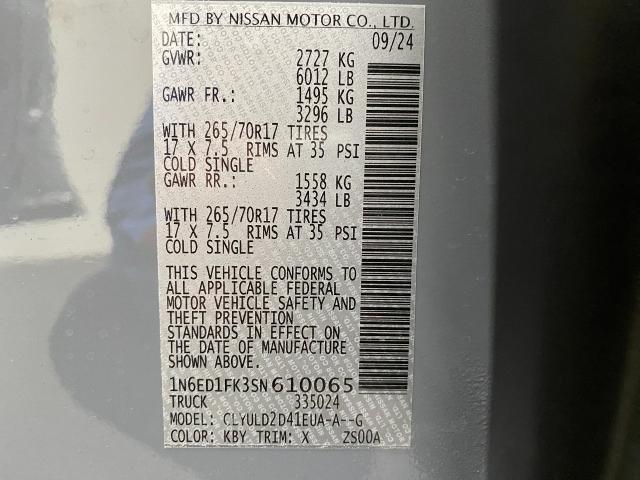 MFD BY NISSAN MOTOR CO., LTD.
DATE: 09/24
GVWR: 2727 KG
6012 LB
GAWR FR.: 1495 KG
3296 LB
WITH 265/70R17 TIRES
17 X 7.5 RIMS AT 35 PSI
COLD SINGLE
GAWR RR.: 1558 KG
3434 LB
WITH 265/70R17 TIRES
17 X 7.5 RIMS AT 35 PSI
COLD SINGLE
THIS VEHICLE CONFORMS TO
ALL APPLICABLE FEDERAL
MOTOR VEHICLE SAFETY AND
THEFT PREVENTION
STANDARDS IN EFFECT ON
THE DATE OF MANUFACTURE
SHOWN ABOVE.
1N6ED1FK3SN610065
TRUCK 335024
MODEL: CLYULD2D41EUA-A--G
COLOR: KBY TRIM: X ZS00A